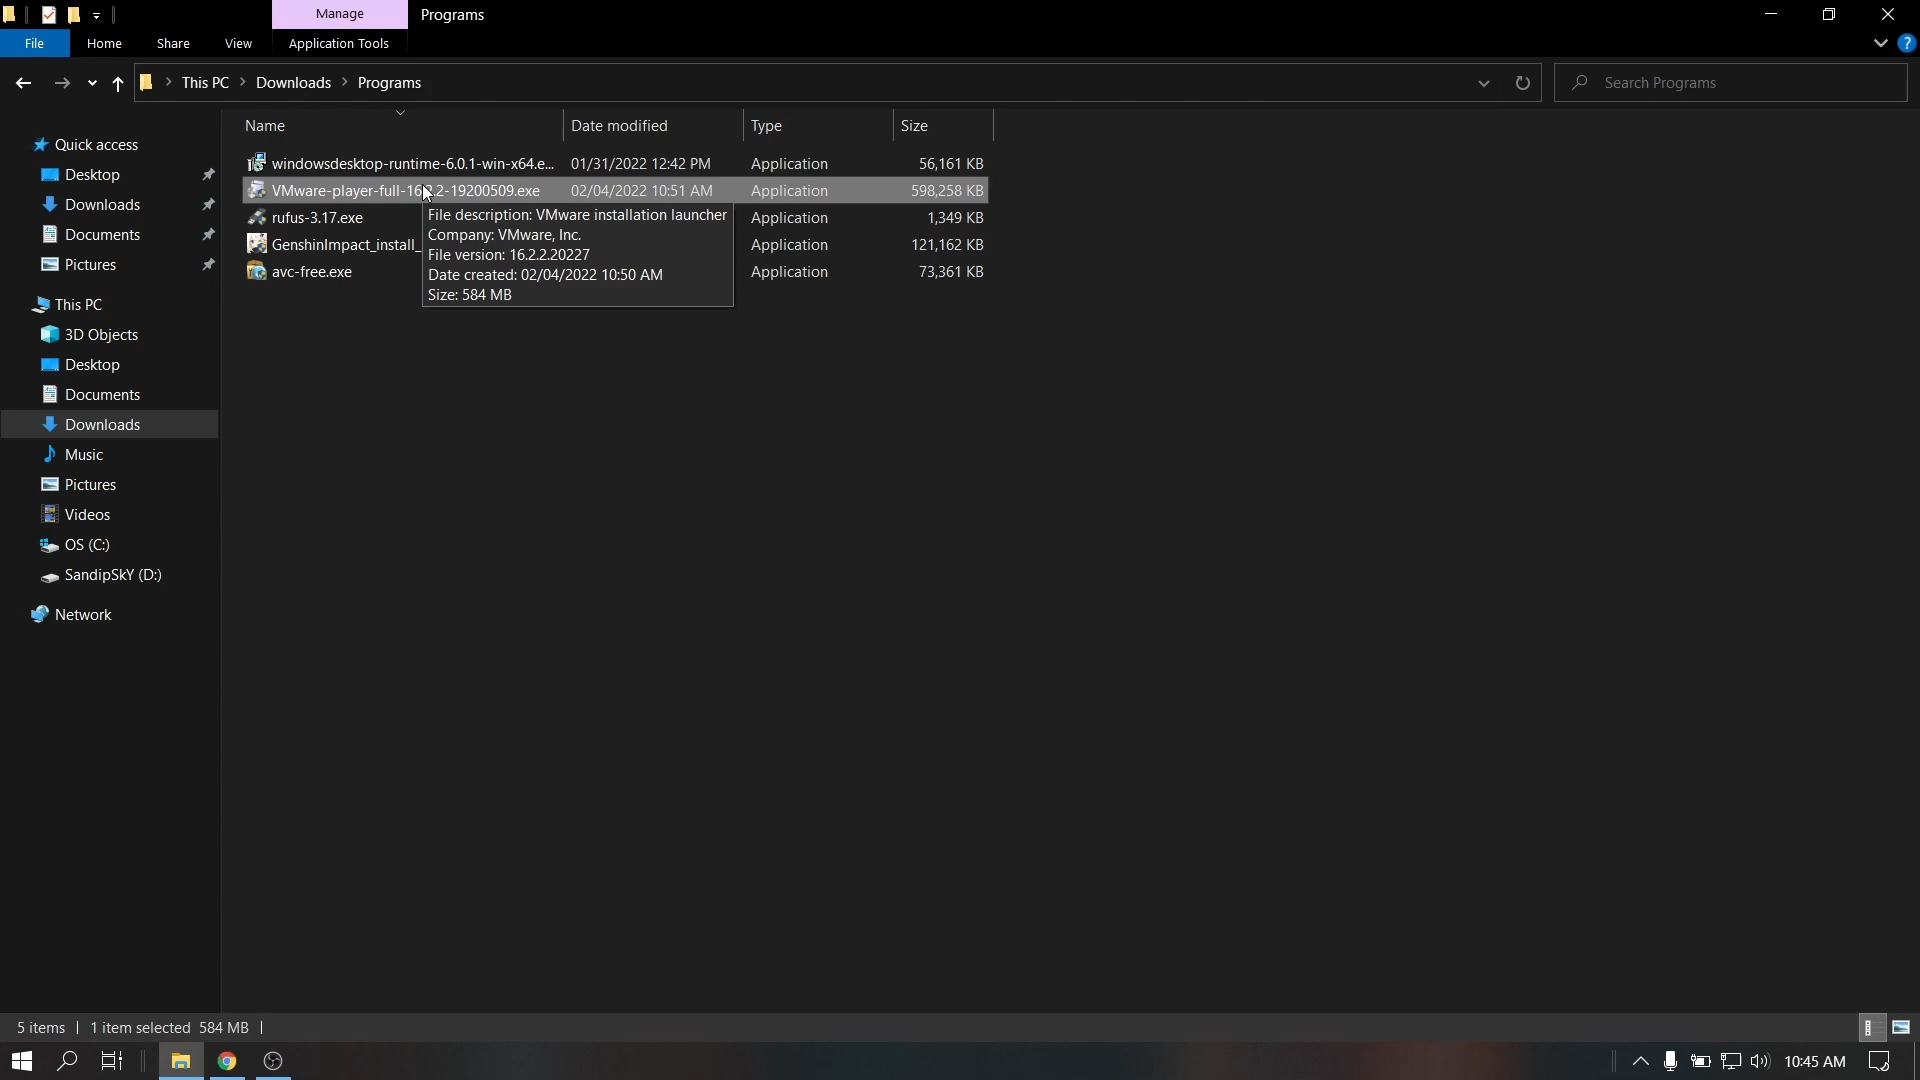 Manage
Programs
File
Home
Share
View
Application Tools
This PC
Downloads
Programs
Search Programs
Name
Date modified
Type
Size
Quick access
Desktop
Downloads
Documents
Pictures
This PC
3D Objects
Desktop
Documents
Downloads
Music
Pictures
Videos
OS (C:)
SandipSkY (D:)
Network
windowsdesktop-runtime-6.0.1-win-x64.e... 01/31/2022 12:42 PM Application 56,161 KB
VMware-player-full-16.2.2-19200509.exe 02/04/2022 10:51 AM Application 598,258 KB
rufus-3.17.exe Application 1,349 KB
GenshinImpact_install_ Application 121,162 KB
avc-free.exe Application 73,361 KB
File description: VMware installation launcher
Company: VMware, Inc.
File version: 16.2.2.20227
Date created: 02/04/2022 10:50 AM
Size: 584 MB
5 items 1 item selected 584 MB
10:45 AM